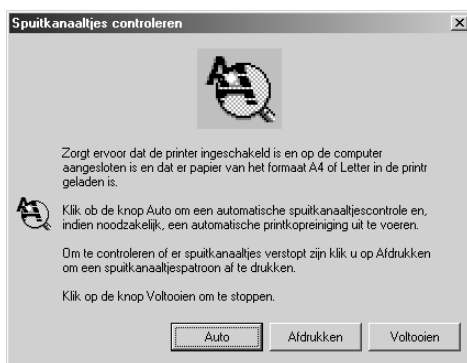 Spuitkanaaltjes controleren
Zorgt ervoor dat de printer ingeschakeld is en op de computer
aangesloten is en dat er papier van het formaat A4 of Letter in de printr
geladen is.
Klik ob de knop Auto om een automatische spuitkanaaltjescontrole en,
indien noodzakelijk, een automatische printkopreiniging uit te voeren.
Om te controleren of er spuitkanaaltjes verstopt zijn klik u op Afdrukken
om een spuitkanaaltjespatroon af te drukken.
Klik op de knop Voltooien om te stoppen.
Auto Afdrukken Voltooien